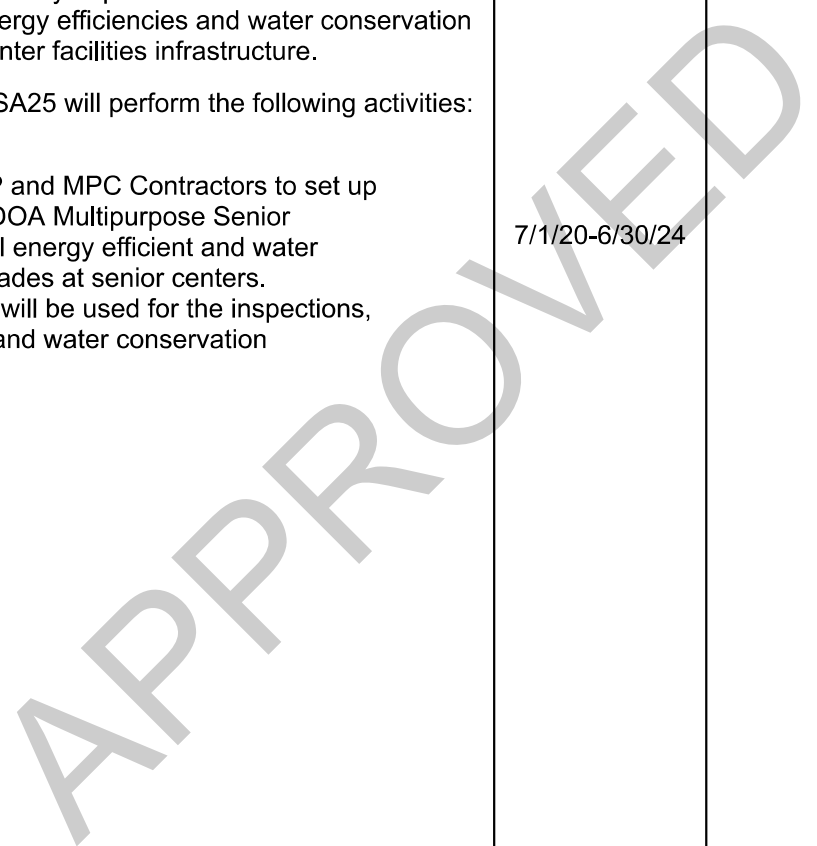 ergy efficiencies and water conservation
nter facilities infrastructure.
SA25 will perform the following activities:
P and MPC Contractors to set up
DOA Multipurpose Senior
l energy efficient and water
ades at senior centers.
will be used for the inspections,
and water conservation
7/1/20-6/30/24
APPROVED